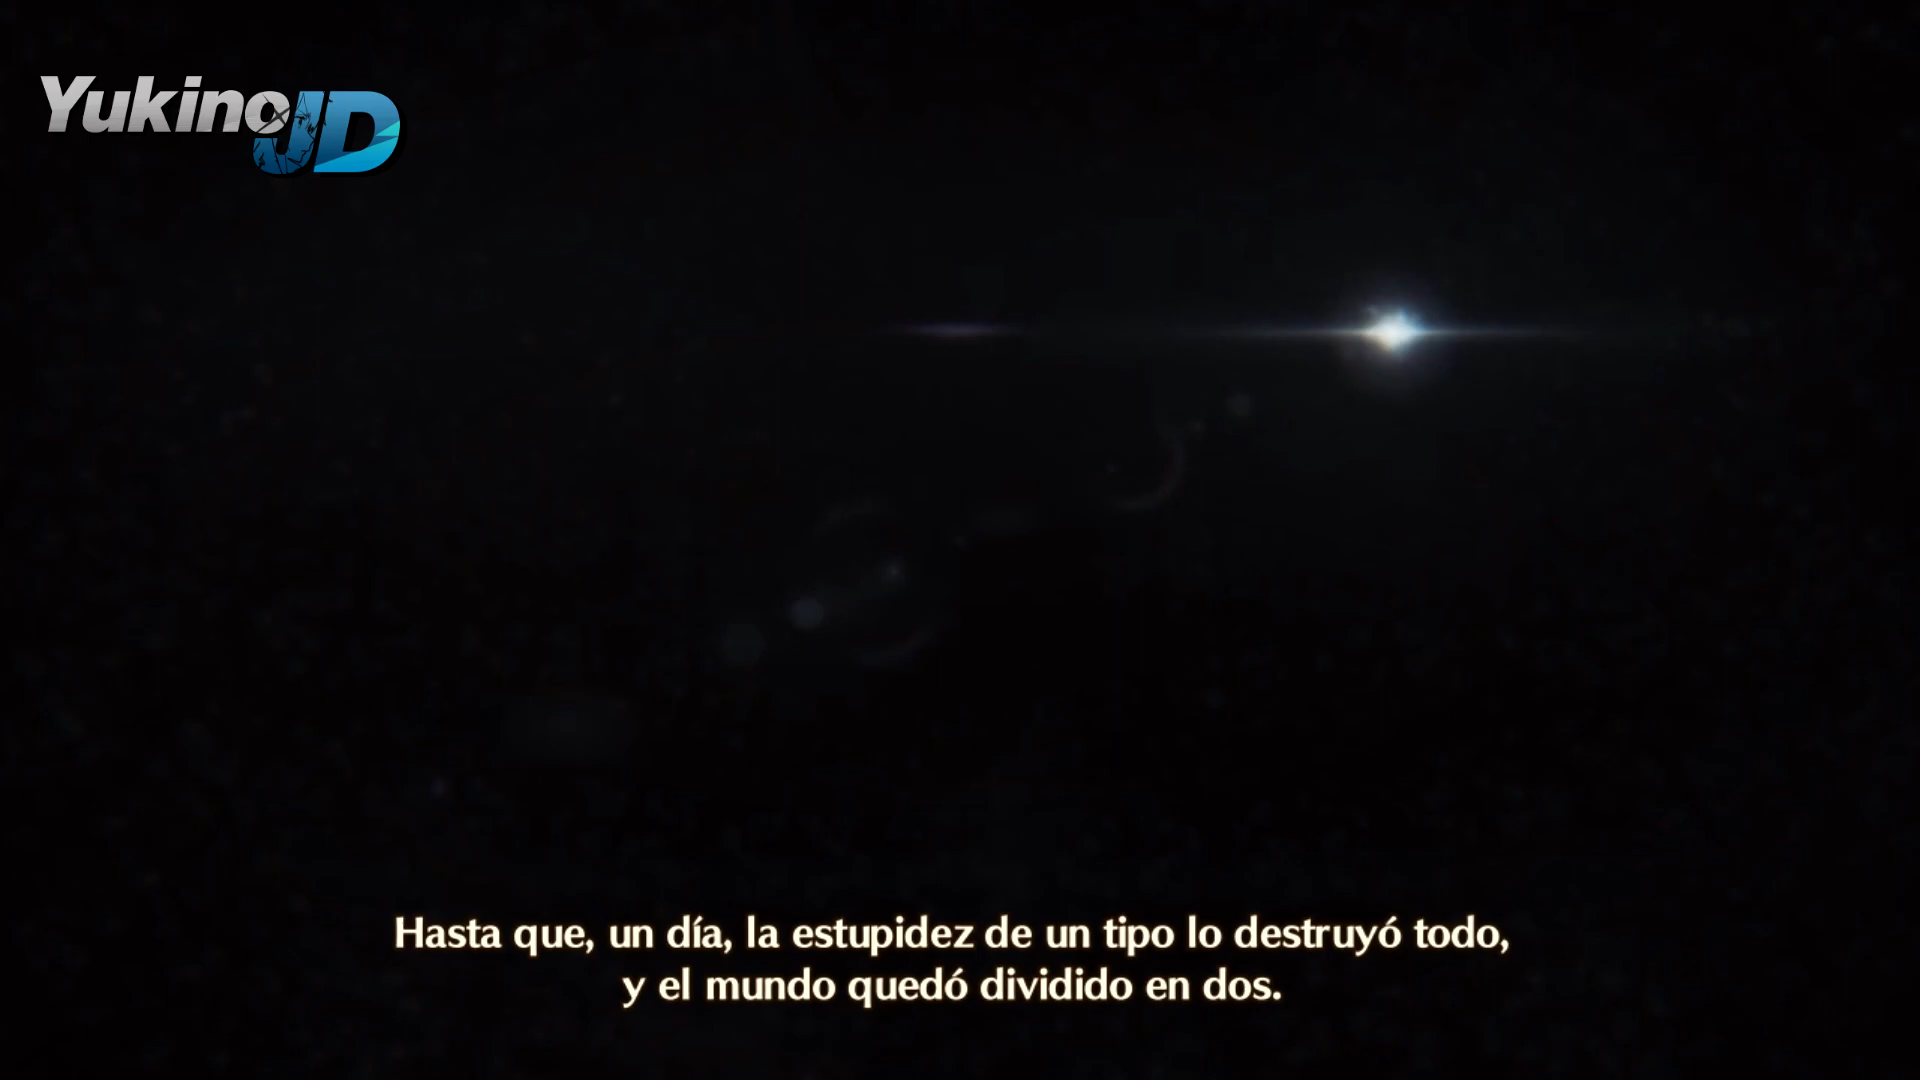 YukinoJD
Hasta que, un día, la estupidez de un tipo lo destruyó todo,
y el mundo quedó dividido en dos.